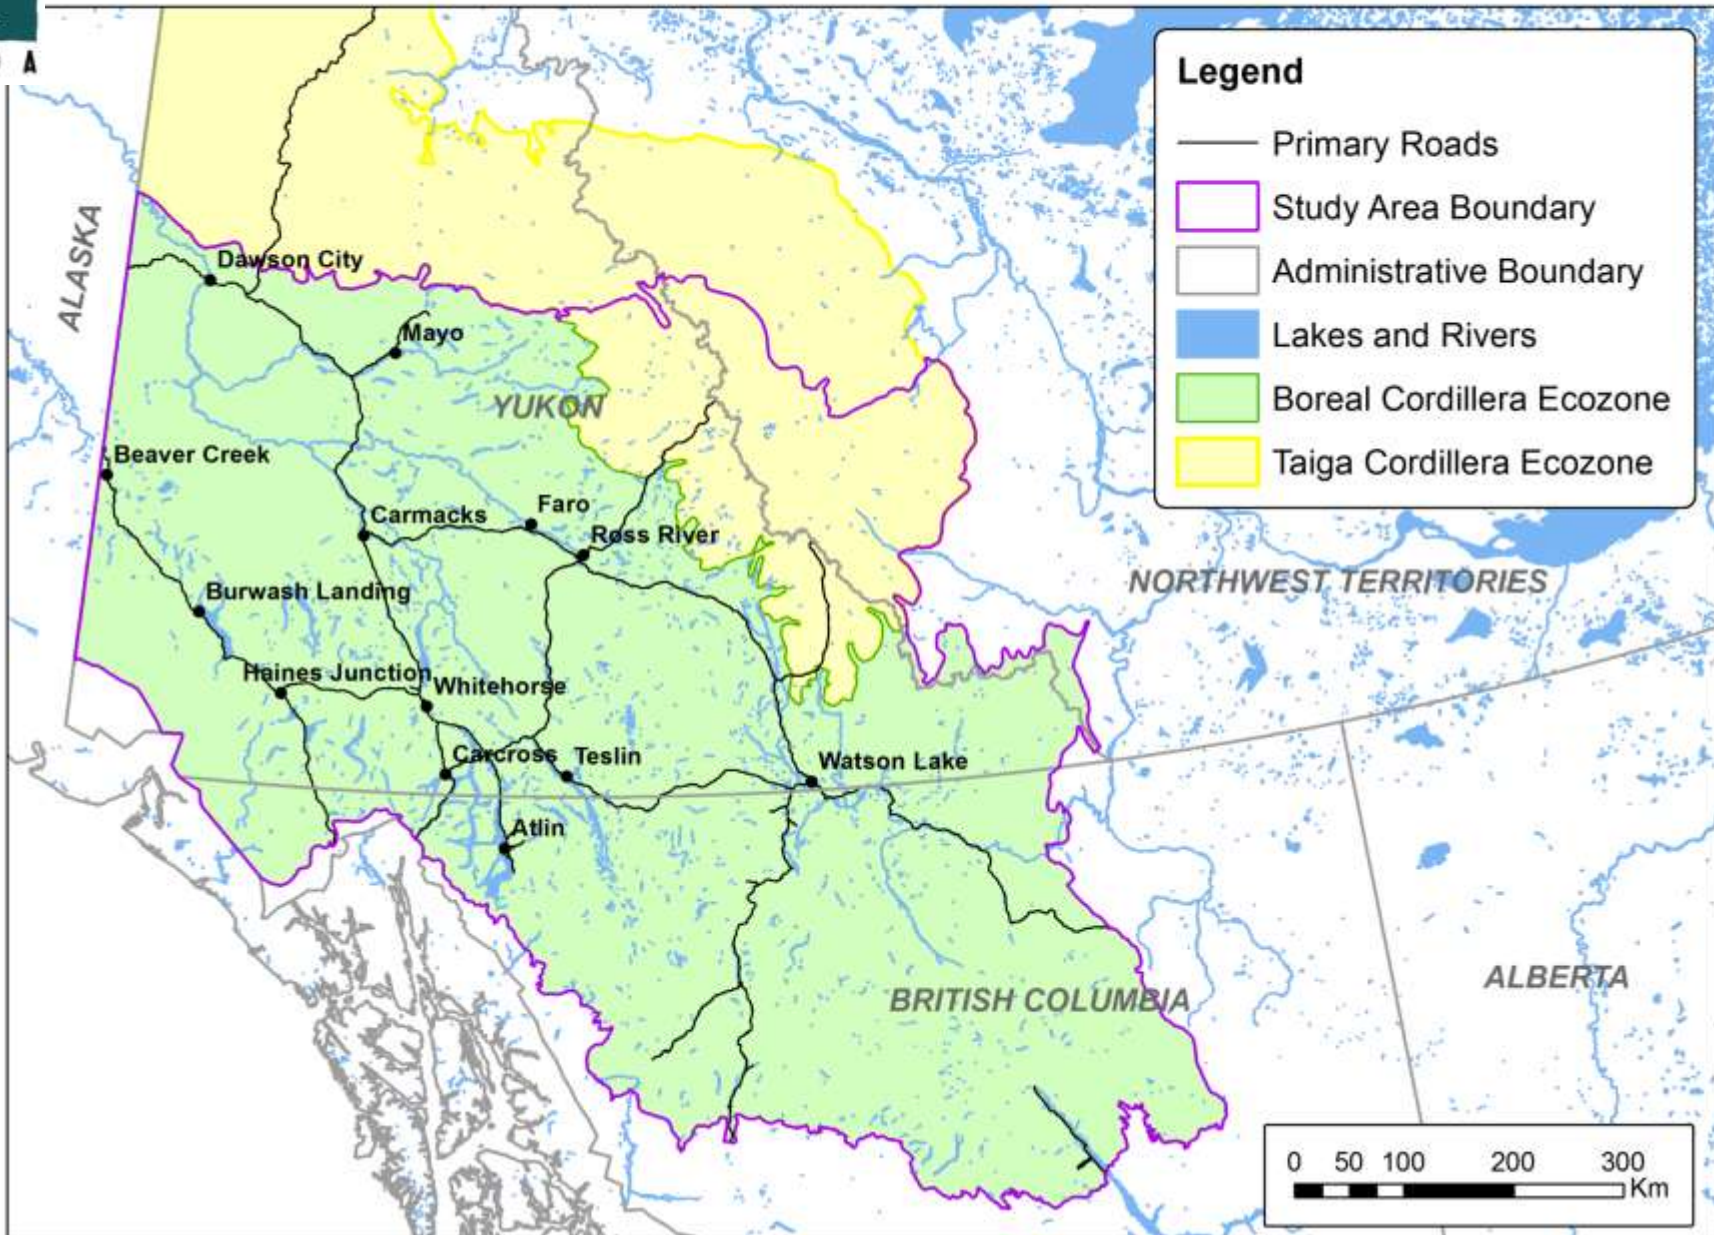 A
Legend
Primary Roads
Study Area Boundary
Administrative Boundary
Lakes and Rivers
Boreal Cordillera Ecozone
Taiga Cordillera Ecozone
ALASKA
Dawson City
Mayo
YUKON
Beaver Creek
Carmacks
Faro
Ross River
NORTHWEST TERRITORIES
Burwash Landing
Haines Junction
Whitehorse
Carcross
Teslin
Watson Lake
Atlin
BRITISH COLUMBIA
ALBERTA
0 50 100 200 300
Km